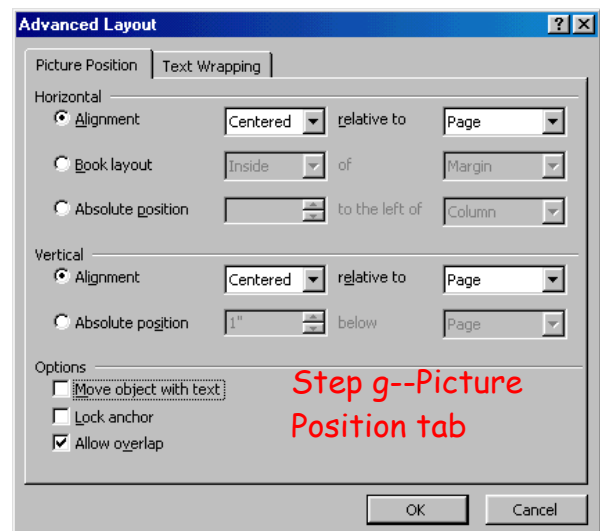 Advanced Layout
Picture Position Text Wrapping
Horizontal
Alignment Centered relative to Page
Book layout Inside of Margin
Absolute position to the left of Column
Vertical
Alignment Centered relative to Page
Absolute position 1" below Page
Options
Move object with text
Lock anchor
Allow overlap
Step g--Picture
Position tab
OK Cancel